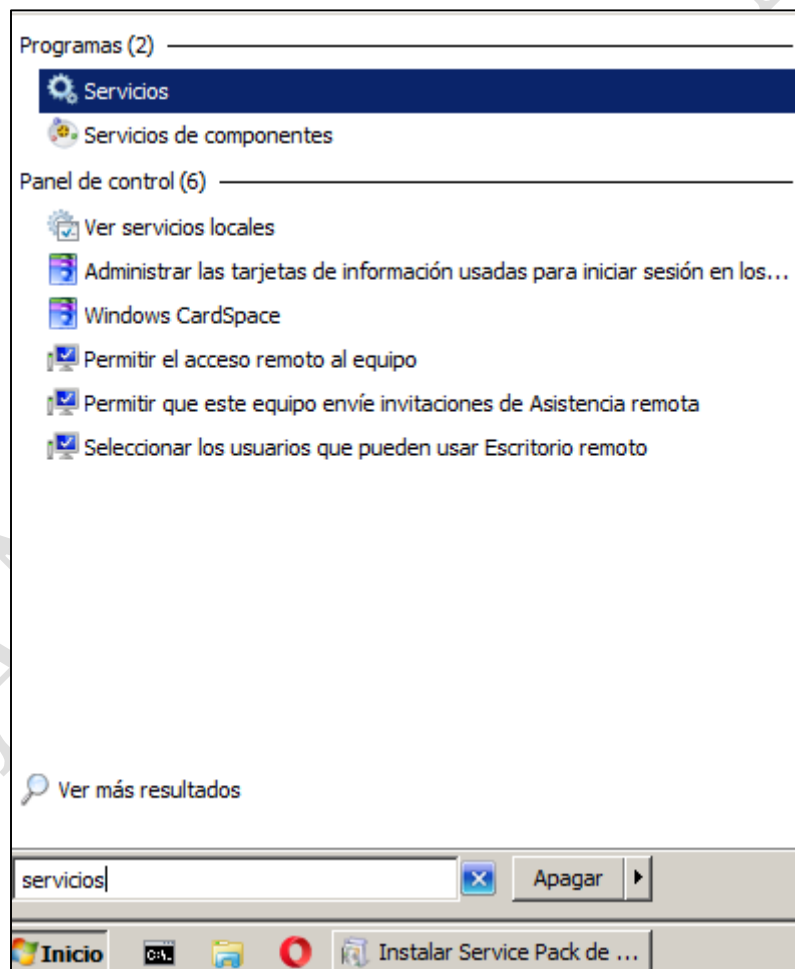 Programas (2)
Servicios
Servicios de componentes
Panel de control (6)
Ver servicios locales
Administrar las tarjetas de información usadas para iniciar sesión en los...
Windows CardSpace
Permitir el acceso remoto al equipo
Permitir que este equipo envíe invitaciones de Asistencia remota
Seleccionar los usuarios que pueden usar Escritorio remoto
Ver más resultados
servicios
Apagar
Inicio
C:\.
Instalar Service Pack de ...